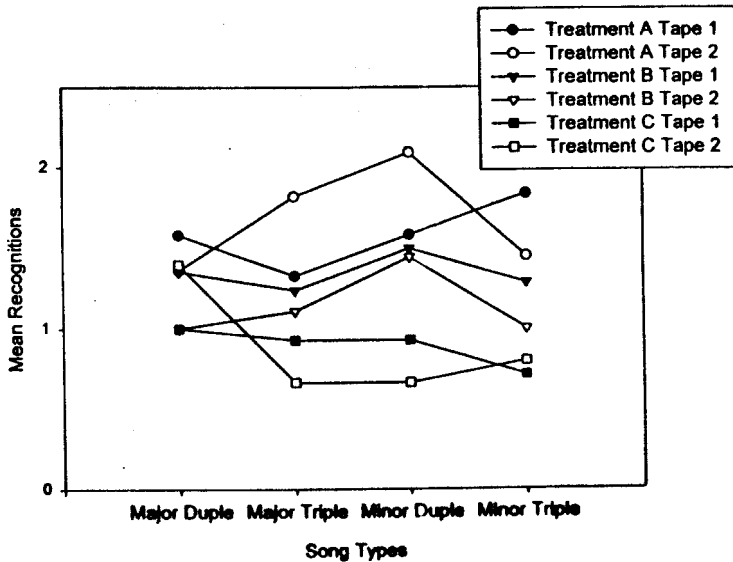 Treatment A Tape 1
Treatment A Tape 2
Treatment B Tape 1
Treatment B Tape 2
Treatment C Tape 1
Treatment C Tape 2
2
1
0
Mean Recognitions
Major Duple Major Triple Minor Duple Minor Triple
Song Types